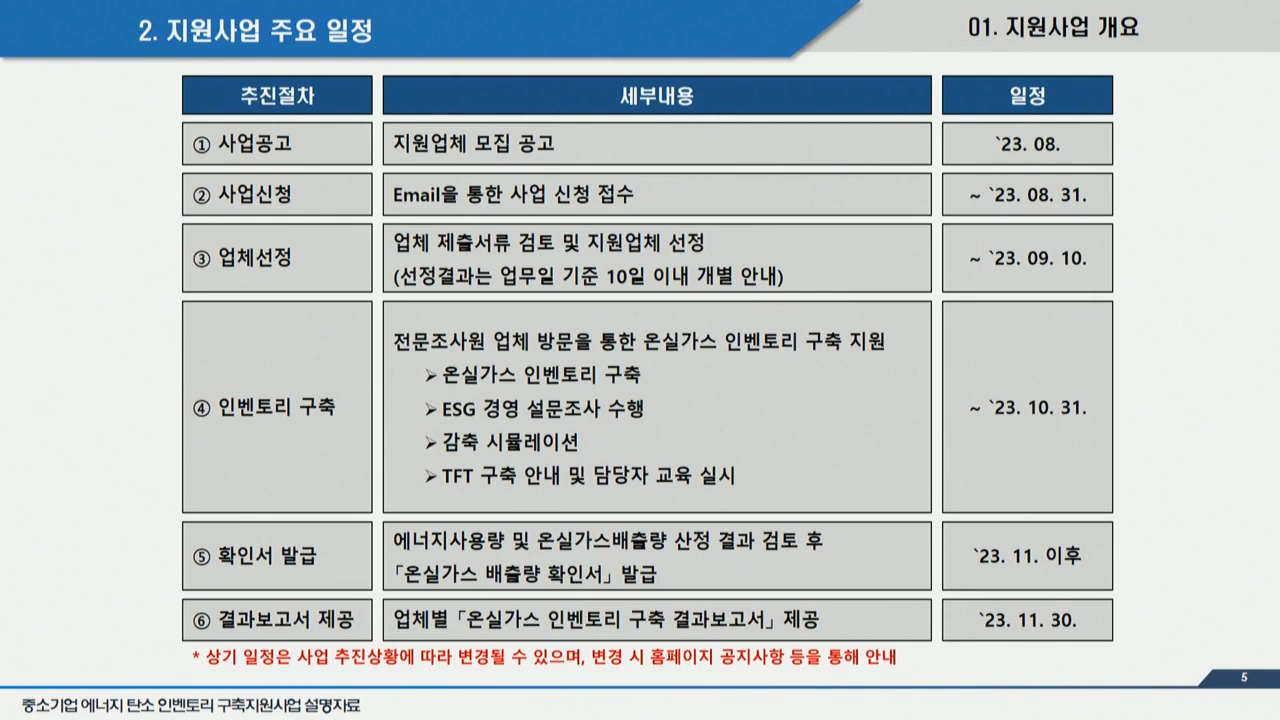 2. 지원사업 주요 일정
01. 지원사업 개요
추진절차
세부내용
일정
① 사업공고
지원업체 모집 공고
`23. 08.
② 사업신청
Email을 통한 사업 신청 접수
~ `23. 08. 31.
③ 업체선정
업체 제출서류 검토 및 지원업체 선정
(선정결과는 업무일 기준 10일 이내 개별 안내)
~ `23. 09. 10.
④ 인벤토리 구축
전문조사원 업체 방문을 통한 온실가스 인벤토리 구축 지원
➢ 온실가스 인벤토리 구축
➢ ESG 경영 설문조사 수행
➢ 감축 시뮬레이션
➢ TFT 구축 안내 및 담당자 교육 실시
~ `23. 10. 31.
⑤ 확인서 발급
에너지사용량 및 온실가스배출량 산정 결과 검토 후
「온실가스 배출량 확인서」 발급
`23. 11. 이후
⑥ 결과보고서 제공
업체별 「온실가스 인벤토리 구축 결과보고서」 제공
`23. 11. 30.
* 상기 일정은 사업 추진상황에 따라 변경될 수 있으며, 변경 시 홈페이지 공지사항 등을 통해 안내
5
중소기업 에너지 탄소 인벤토리 구축지원사업 설명자료